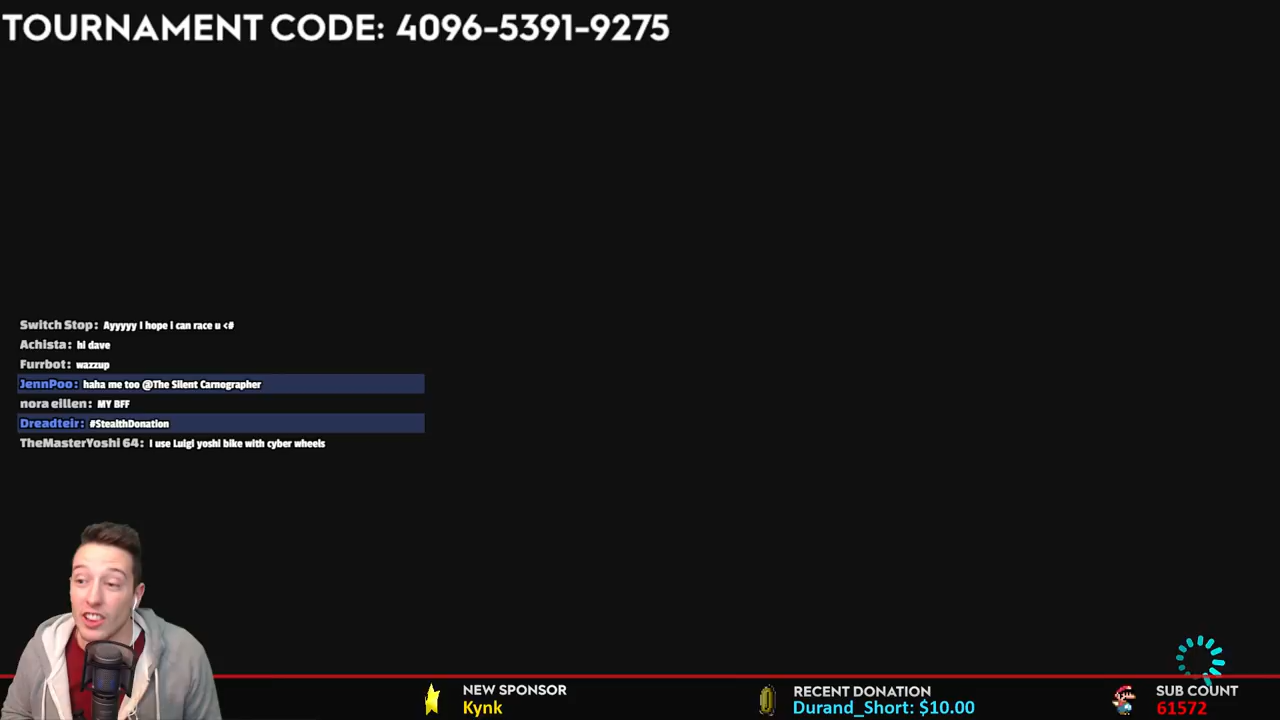 TOURNAMENT CODE: 4096-5391-9275
Switch Stop: Ayyyyy I hope i can race u <#
Achista: hi dave
Furrbot: wazzup
JennPoo: haha me too @The Silent Carnographer
nora eillen: MY BFF
Dreadteir: #StealthDonation
TheMasterYoshi 64: I use Luigi yoshi bike with cyber wheels
NEW SPONSOR
Kynk
RECENT DONATION
Durand_Short: $10.00
SUB COUNT
61572